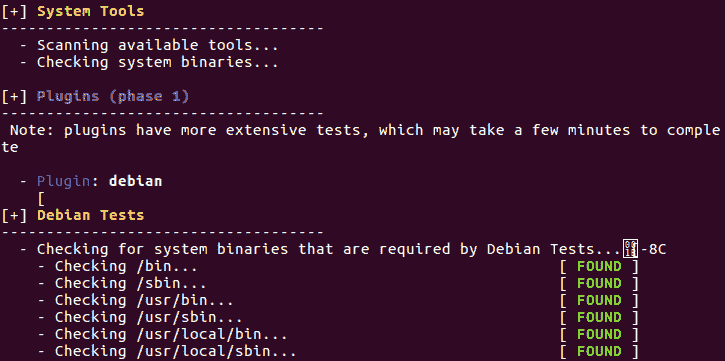 [+] System Tools
------------------------------------
  - Scanning available tools...
  - Checking system binaries...
[+] Plugins (phase 1)
------------------------------------
 Note: plugins have more extensive tests, which may take a few minutes to comple
te
  - Plugin: debian
    [
[+] Debian Tests
------------------------------------
  - Checking for system binaries that are required by Debian Tests...-8C
    - Checking /bin...                                        [ FOUND ]
    - Checking /sbin...                                       [ FOUND ]
    - Checking /usr/bin...                                    [ FOUND ]
    - Checking /usr/sbin...                                   [ FOUND ]
    - Checking /usr/local/bin...                              [ FOUND ]
    - Checking /usr/local/sbin...                             [ FOUND ]